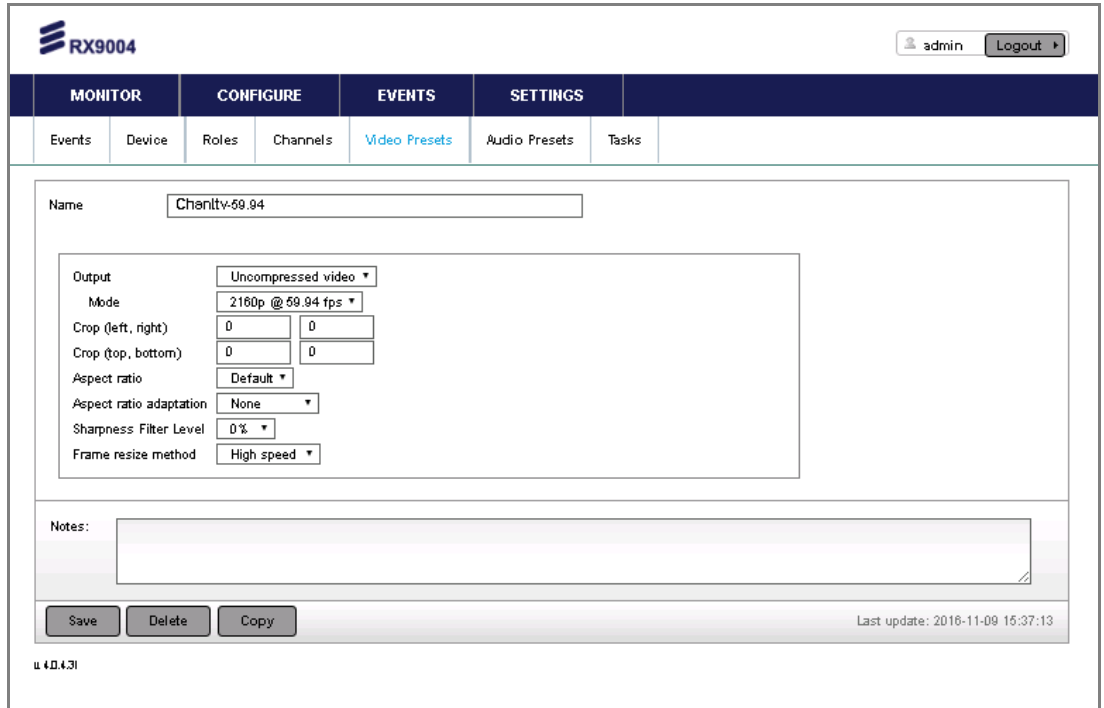 RX9004
admin Logout
MONITOR CONFIGURE EVENTS SETTINGS
Events Device Roles Channels Video Presets Audio Presets Tasks
Name Chanltv-59.94
Output Uncompressed video
Mode 2160p @ 59.94 fps
Crop (left, right) 0 0
Crop (top, bottom) 0 0
Aspect ratio Default
Aspect ratio adaptation None
Sharpness Filter Level 0%
Frame resize method High speed
Notes:
Save Delete Copy Last update: 2016-11-09 15:37:13